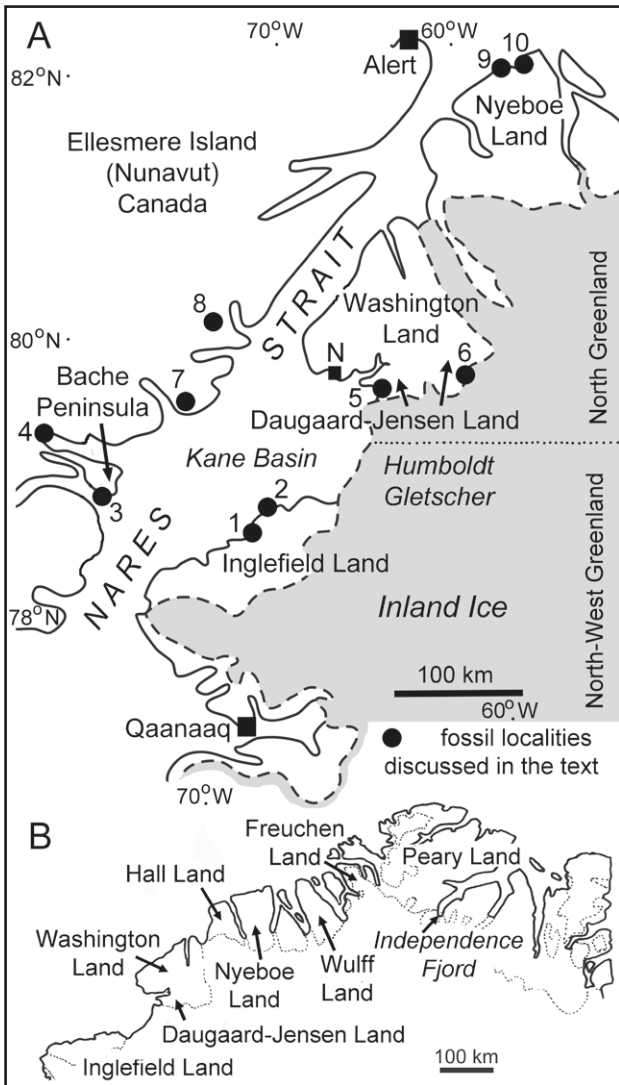 A
70°W
60°W
Alert
9
10
82°N
Nyeboe
Land
Ellesmere Island
(Nunavut)
Canada
STRAIT
Washington
Land
North Greenland
8
80°N
N
6
Bache
Peninsula
7
5
Daugaard-Jensen Land
4
Kane Basin
Humboldt
Gletscher
3
2
1
NARES
Inglefield Land
78°N
Inland Ice
North-West Greenland
100 km
60°W
Qaanaaq
fossil localities
discussed in the text
70°W
B
Freuchen
Land
Peary Land
Hall Land
Washington
Land
Independence
Fjord
Nyeboe
Land
Wulff
Land
Daugaard-Jensen Land
Inglefield Land
100 km